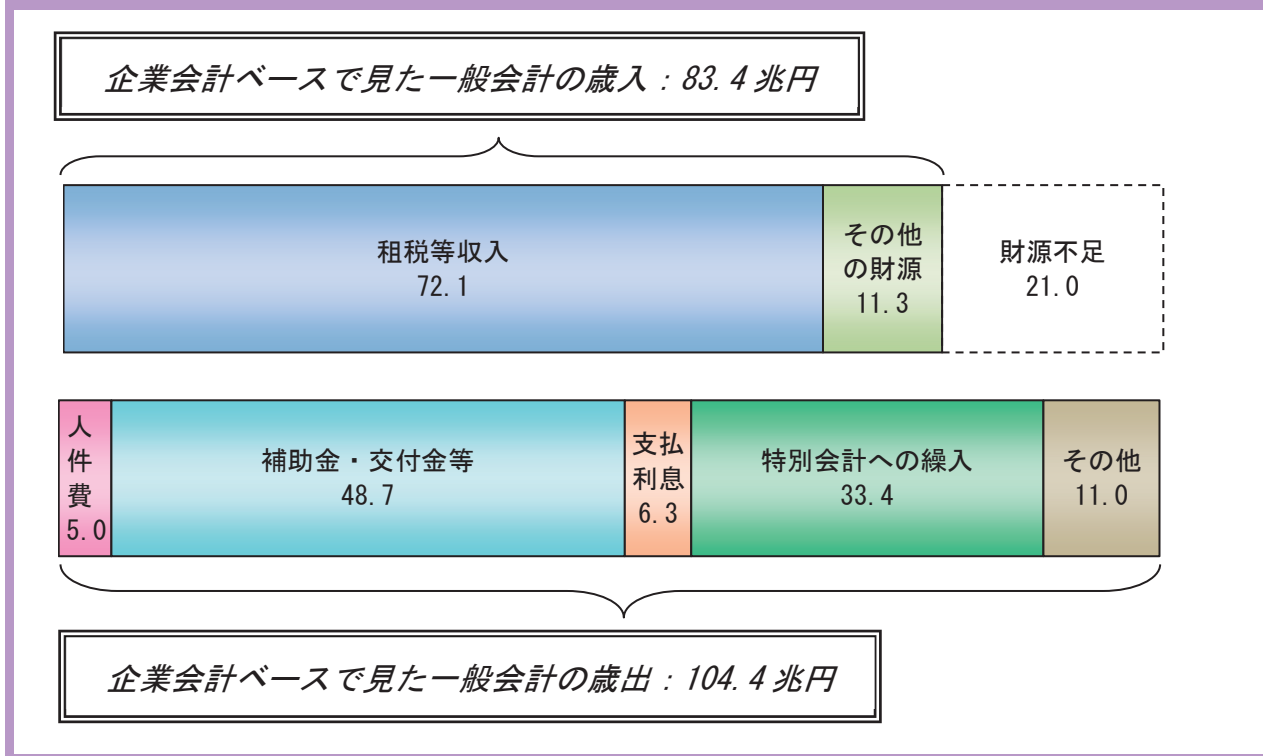 企業会計ベースで見た一般会計の歳入：83.4兆円
租税等収入
72.1
その他
の財源
11.3
財源不足
21.0
人
件
費
5.0
補助金・交付金等
48.7
支払
利息
6.3
特別会計への繰入
33.4
その他
11.0
企業会計ベースで見た一般会計の歳出：104.4兆円